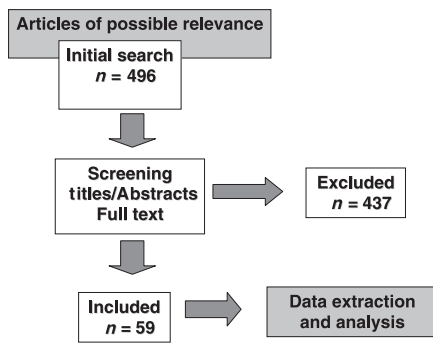 Articles of possible relevance
Initial search
n = 496
Screening
titles/Abstracts
Full text
Excluded
n = 437
Included
n = 59
Data extraction
and analysis